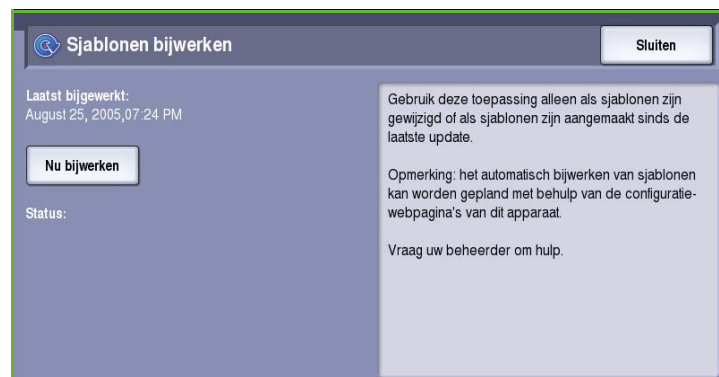 Sjablonen bijwerken
Sluiten
Laatst bijgewerkt:
August 25, 2005,07:24 PM
Nu bijwerken
Status:
Gebruik deze toepassing alleen als sjablonen zijn
gewijzigd of als sjablonen zijn aangemaakt sinds de
laatste update.
Opmerking: het automatisch bijwerken van sjablonen
kan worden gepland met behulp van de configuratie-
webpagina's van dit apparaat.
Vraag uw beheerder om hulp.